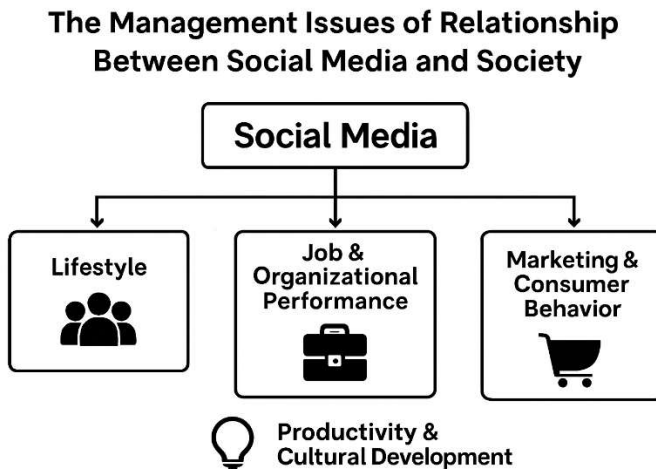 The Management Issues of Relationship
Between Social Media and Society
Social Media
Lifestyle
Job &
Organizational
Performance
Marketing &
Consumer
Behavior
Productivity &
Cultural Development